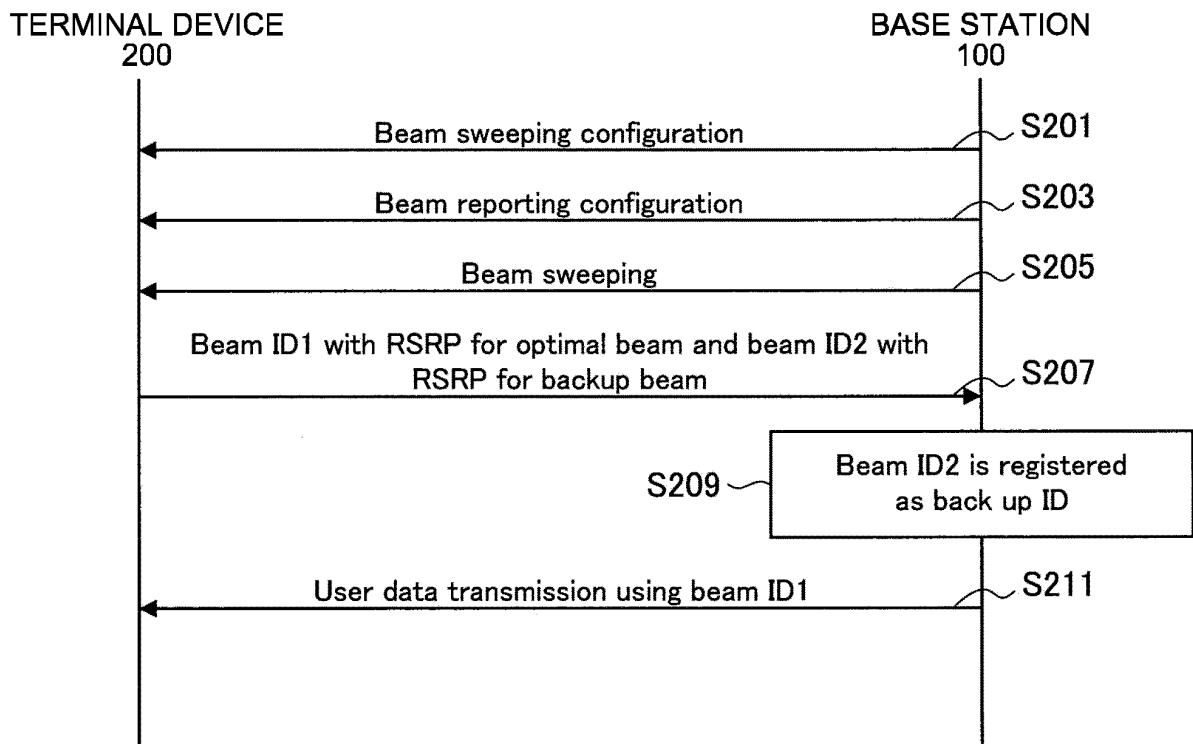 TERMINAL DEVICE
200
BASE STATION
100
Beam sweeping configuration
S201
Beam reporting configuration
S203
Beam sweeping
S205
Beam ID1 with RSRP for optimal beam and beam ID2 with
RSRP for backup beam
S207
S209
Beam ID2 is registered
as back up ID
User data transmission using beam ID1
S211